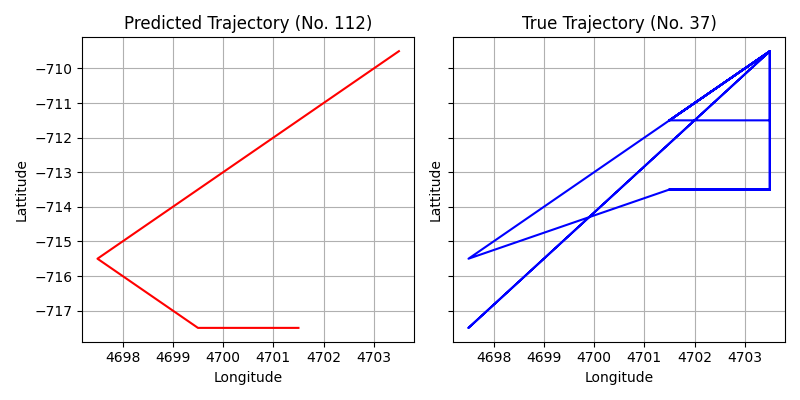 Predicted Trajectory (No. 112)
True Trajectory (No. 37)
Lattitude
−710
−711
−712
−713
−714
−715
−716
−717
4698 4699 4700 4701 4702 4703
Longitude
Lattitude
4698 4699 4700 4701 4702 4703
Longitude